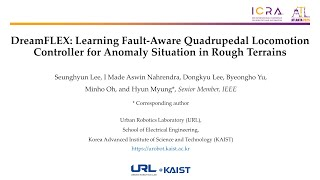 ICRA
ATL
DreamFLEX: Learning Fault-Aware Quadrupedal Locomotion
Controller for Anomaly Situation in Rough Terrains
Seunghyun Lee, I Made Aswin Nahrendra, Dongkyu Lee, Byeongho Yu,
Minho Oh, and Hyun Myung*, Senior Member, IEEE
* Corresponding author
Urban Robotics Laboratory (URL),
School of Electrical Engineering,
Korea Advanced Institute of Science and Technology (KAIST)
https://urobot.kaist.ac.kr
URL KAIST